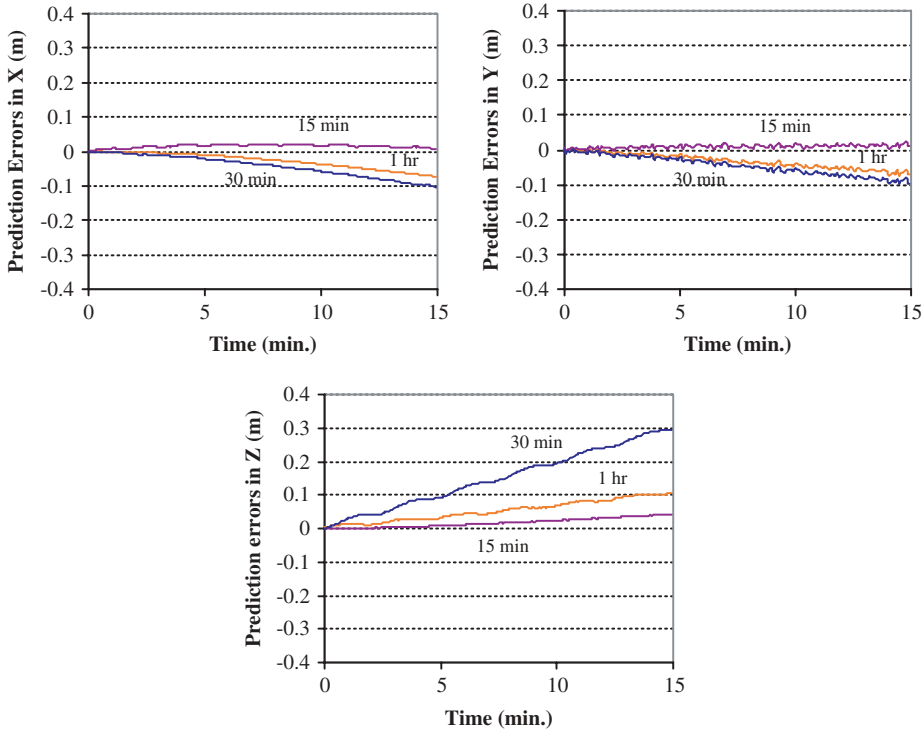 Prediction Errors in X (m)
0.4
0.3
0.2
0.1
0
-0.1
-0.2
-0.3
-0.4
15 min
1 hr
30 min
0 5 10 15
Time (min.)
Prediction Errors in Y (m)
0.4
0.3
0.2
0.1
0
-0.1
-0.2
-0.3
-0.4
15 min
1 hr
30 min
0 5 10 15
Time (min.)
Prediction errors in Z (m)
0.4
0.3
0.2
0.1
0
-0.1
-0.2
-0.3
-0.4
30 min
1 hr
15 min
0 5 10 15
Time (min.)